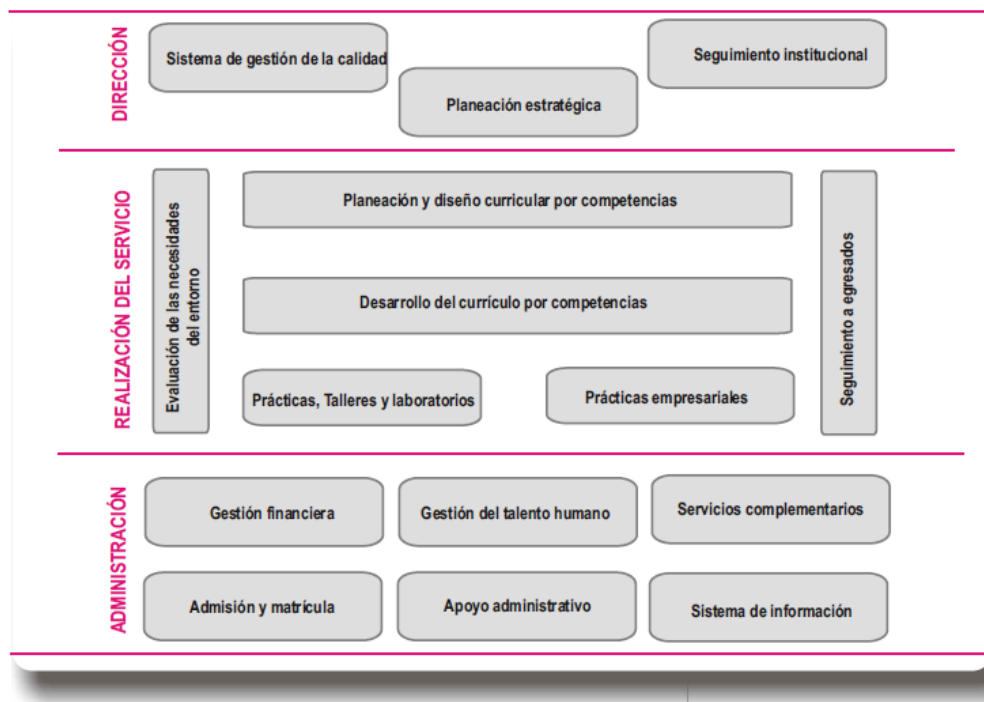 DIRECCIÓN
Sistema de gestión de la calidad
Planeación estratégica
Seguimiento institucional
REALIZACIÓN DEL SERVICIO
Evaluación de las necesidades
del entorno
Planeación y diseño curricular por competencias
Desarrollo del currículo por competencias
Prácticas, Talleres y laboratorios
Prácticas empresariales
Seguimiento a egresados
ADMINISTRACIÓN
Gestión financiera
Gestión del talento humano
Servicios complementarios
Admisión y matrícula
Apoyo administrativo
Sistema de información